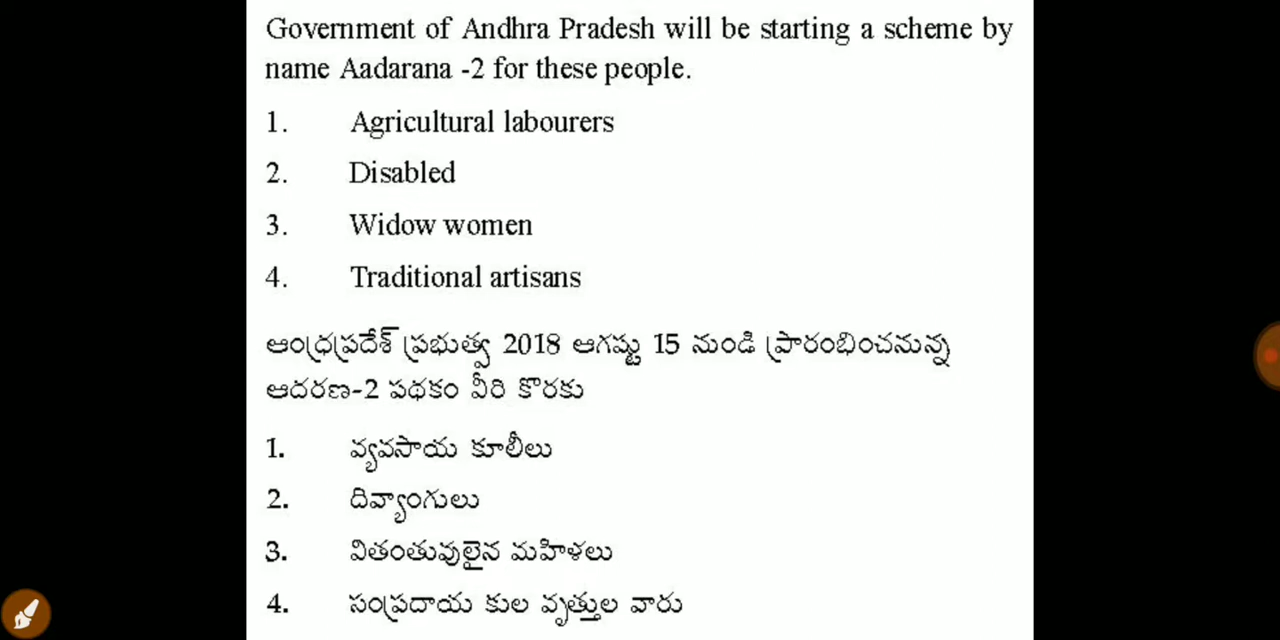 Government of Andhra Pradesh will be starting a scheme by
name Aadarana -2 for these people.
1. Agricultural labourers
2. Disabled
3. Widow women
4. Traditional artisans
ఆంధ్రప్రదేశ్ ప్రభుత్వ 2018 ఆగష్టు 15 నుండి ప్రారంభించనున్న
ఆదరణ-2 పథకం వీరి కొరకు
1. వ్యవసాయ కూలీలు
2. దివ్యాంగులు
3. వితంతువులైన మహిళలు
4. సంప్రదాయ కుల వృత్తుల వారు